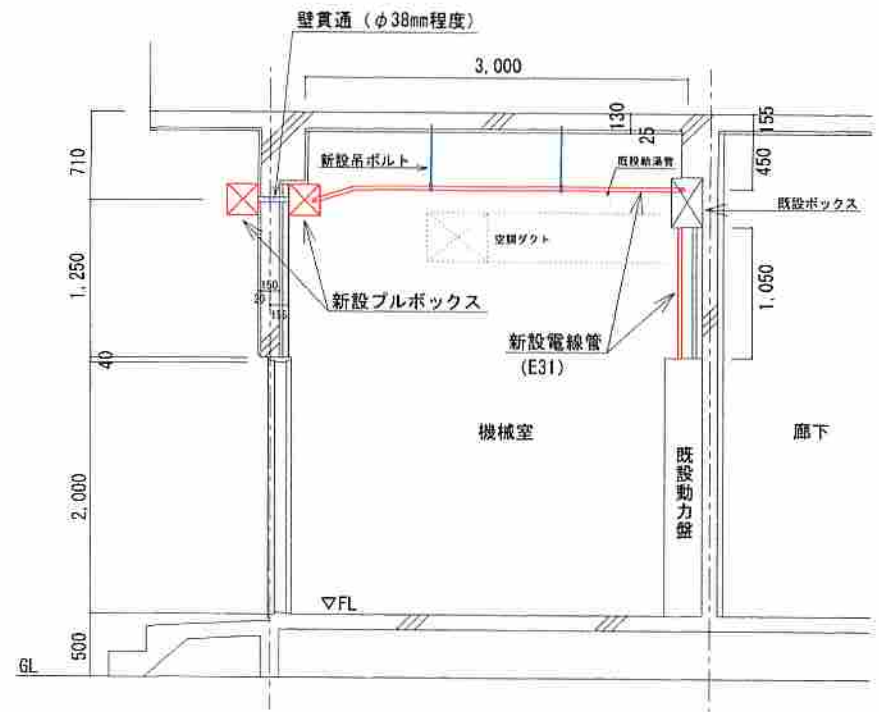 壁貫通（φ38mm程度）
3,000
130
25
155
710
新設吊ボルト
既設給湯管
450
既設ボックス
空調ダクト
1,250
150
20
155
新設プルボックス
1,050
新設電線管
(E31)
40
機械室
廊下
既設動力盤
2,000
▽FL
500
GL